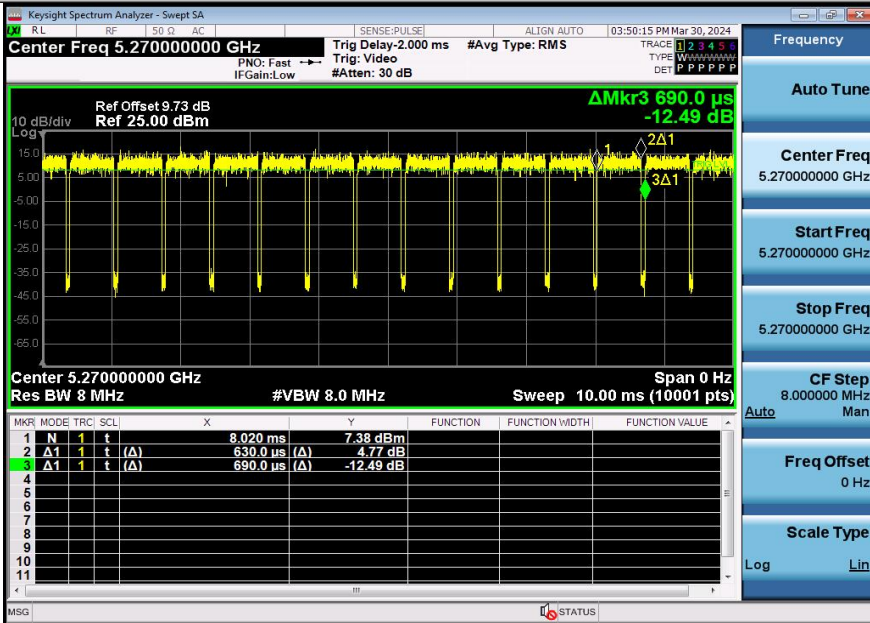 Keysight Spectrum Analyzer - Swept SA
LXI RL RF 50 Ω AC SENSE:PULSE ALIGN AUTO 03:50:15 PM Mar 30, 2024
Center Freq 5.270000000 GHz
PNO: Fast
IFGain:Low
Trig Delay-2.000 ms
Trig: Video
#Atten: 30 dB
#Avg Type: RMS
TRACE 1 2 3 4 5 6
TYPE WWWWWW
DET P P P P P P
Frequency
Auto Tune
Center Freq
5.270000000 GHz
Start Freq
5.270000000 GHz
Stop Freq
5.270000000 GHz
CF Step
8.000000 MHz
Auto Man
Freq Offset
0 Hz
Scale Type
Log Lin
ΔMkr3 690.0 µs
-12.49 dB
Ref Offset 9.73 dB
10 dB/div Ref 25.00 dBm
Log
15.0
5.00
-5.00
-15.0
-25.0
-35.0
-45.0
-55.0
-65.0
1
2Δ1
3Δ1
Center 5.270000000 GHz Span 0 Hz
Res BW 8 MHz #VBW 8.0 MHz Sweep 10.00 ms (10001 pts)
MKR MODE TRC SCL X Y FUNCTION FUNCTION WIDTH FUNCTION VALUE
1 N 1 t 8.020 ms 7.38 dBm
2 Δ1 1 t (Δ) 630.0 µs (Δ) 4.77 dB
3 Δ1 1 t (Δ) 690.0 µs (Δ) -12.49 dB
4
5
6
7
8
9
10
11
MSG STATUS